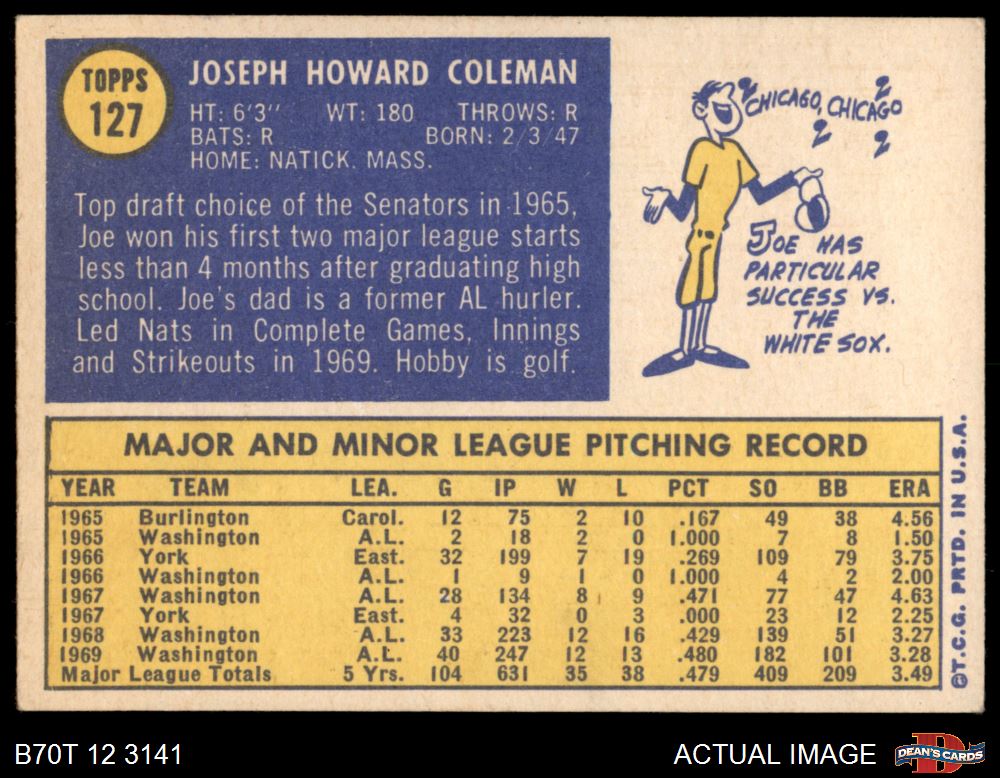 TOPPS
127
JOSEPH HOWARD COLEMAN
HT: 6'3'' WT: 180 THROWS: R
BATS: R BORN: 2/3/47
HOME: NATICK. MASS.
Top draft choice of the Senators in 1965,
Joe won his first two major league starts
less than 4 months after graduating high
school. Joe's dad is a former AL hurler.
Led Nats in Complete Games, Innings
and Strikeouts in 1969. Hobby is golf.
CHICAGO, CHICAGO
JOE HAS
PARTICULAR
SUCCESS VS.
THE
WHITE SOX.
MAJOR AND MINOR LEAGUE PITCHING RECORD
YEAR TEAM LEA. G IP W L PCT SO BB ERA
1965 Burlington Carol. 12 75 2 10 .167 49 38 4.56
1965 Washington A.L. 2 18 2 0 1.000 7 8 1.50
1966 York East. 32 199 7 19 .269 109 79 3.75
1966 Washington A.L. 1 9 1 0 1.000 4 2 2.00
1967 Washington A.L. 28 134 8 9 .471 77 47 4.63
1967 York East. 4 32 0 3 .000 23 12 2.25
1968 Washington A.L. 33 223 12 16 .429 139 51 3.27
1969 Washington A.L. 40 247 12 13 .480 182 101 3.28
Major League Totals 5 Yrs. 104 631 35 38 .479 409 209 3.49
©T.C.G. PRTD. IN U.S.A.
B70T 12 3141
ACTUAL IMAGE
DEAN'S CARDS